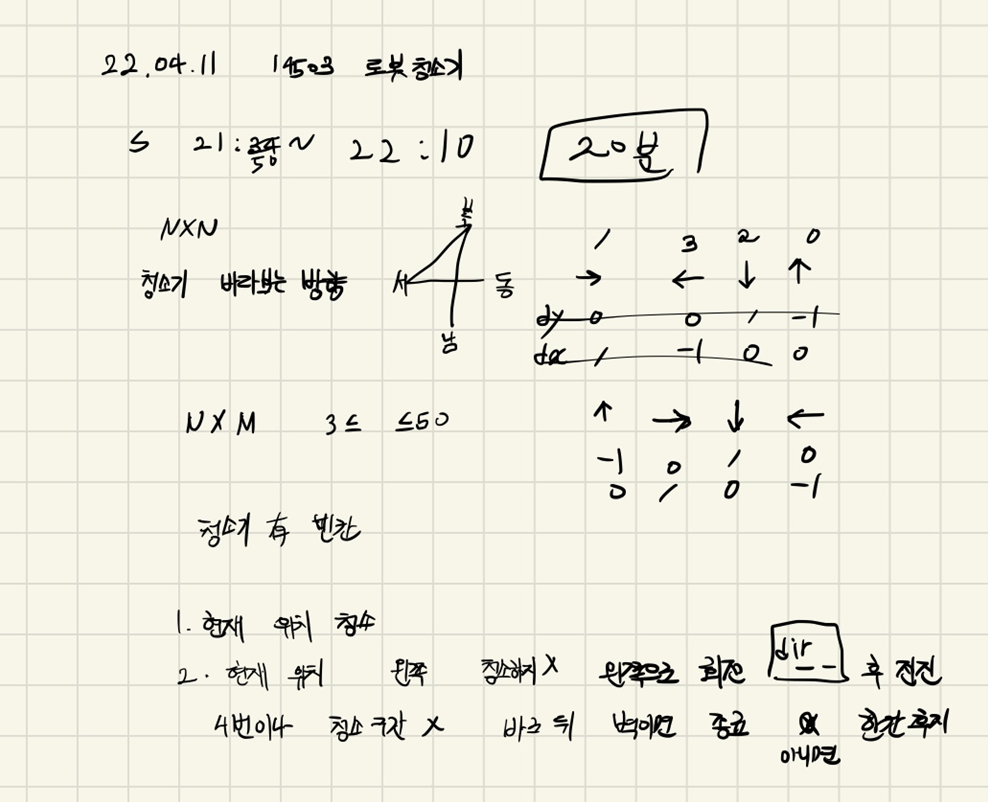 22.04.11 14503 로봇청소기
S 21:50 ~ 22:10 20분
북
NXN
1 3 2 0
청소기 바라보는 방향 서 동 → ← ↓ ↑
dy 0 0 1 -1
남
dx 1 -1 0 0
NXM 3≤ ≤50 ↑ → ↓ ←
-1 0 1 0
0 1 0 -1
청소기 有 빈칸
1. 현재 위치 청소
2. 현재 위치 왼쪽 청소하지X 왼쪽으로 회전 dir-- 후 전진
4번이나 청소 X 바로 뒤 벽이면 종료 한칸 후진
아니면